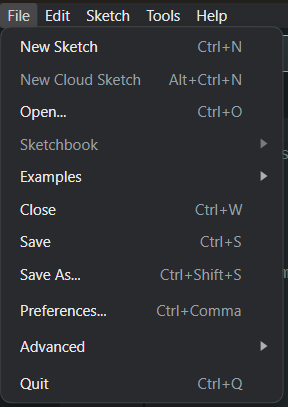 File Edit Sketch Tools Help
New Sketch Ctrl+N
New Cloud Sketch Alt+Ctrl+N
Open... Ctrl+O
Sketchbook
Examples
Close Ctrl+W
Save Ctrl+S
Save As... Ctrl+Shift+S
Preferences... Ctrl+Comma
Advanced
Quit Ctrl+Q